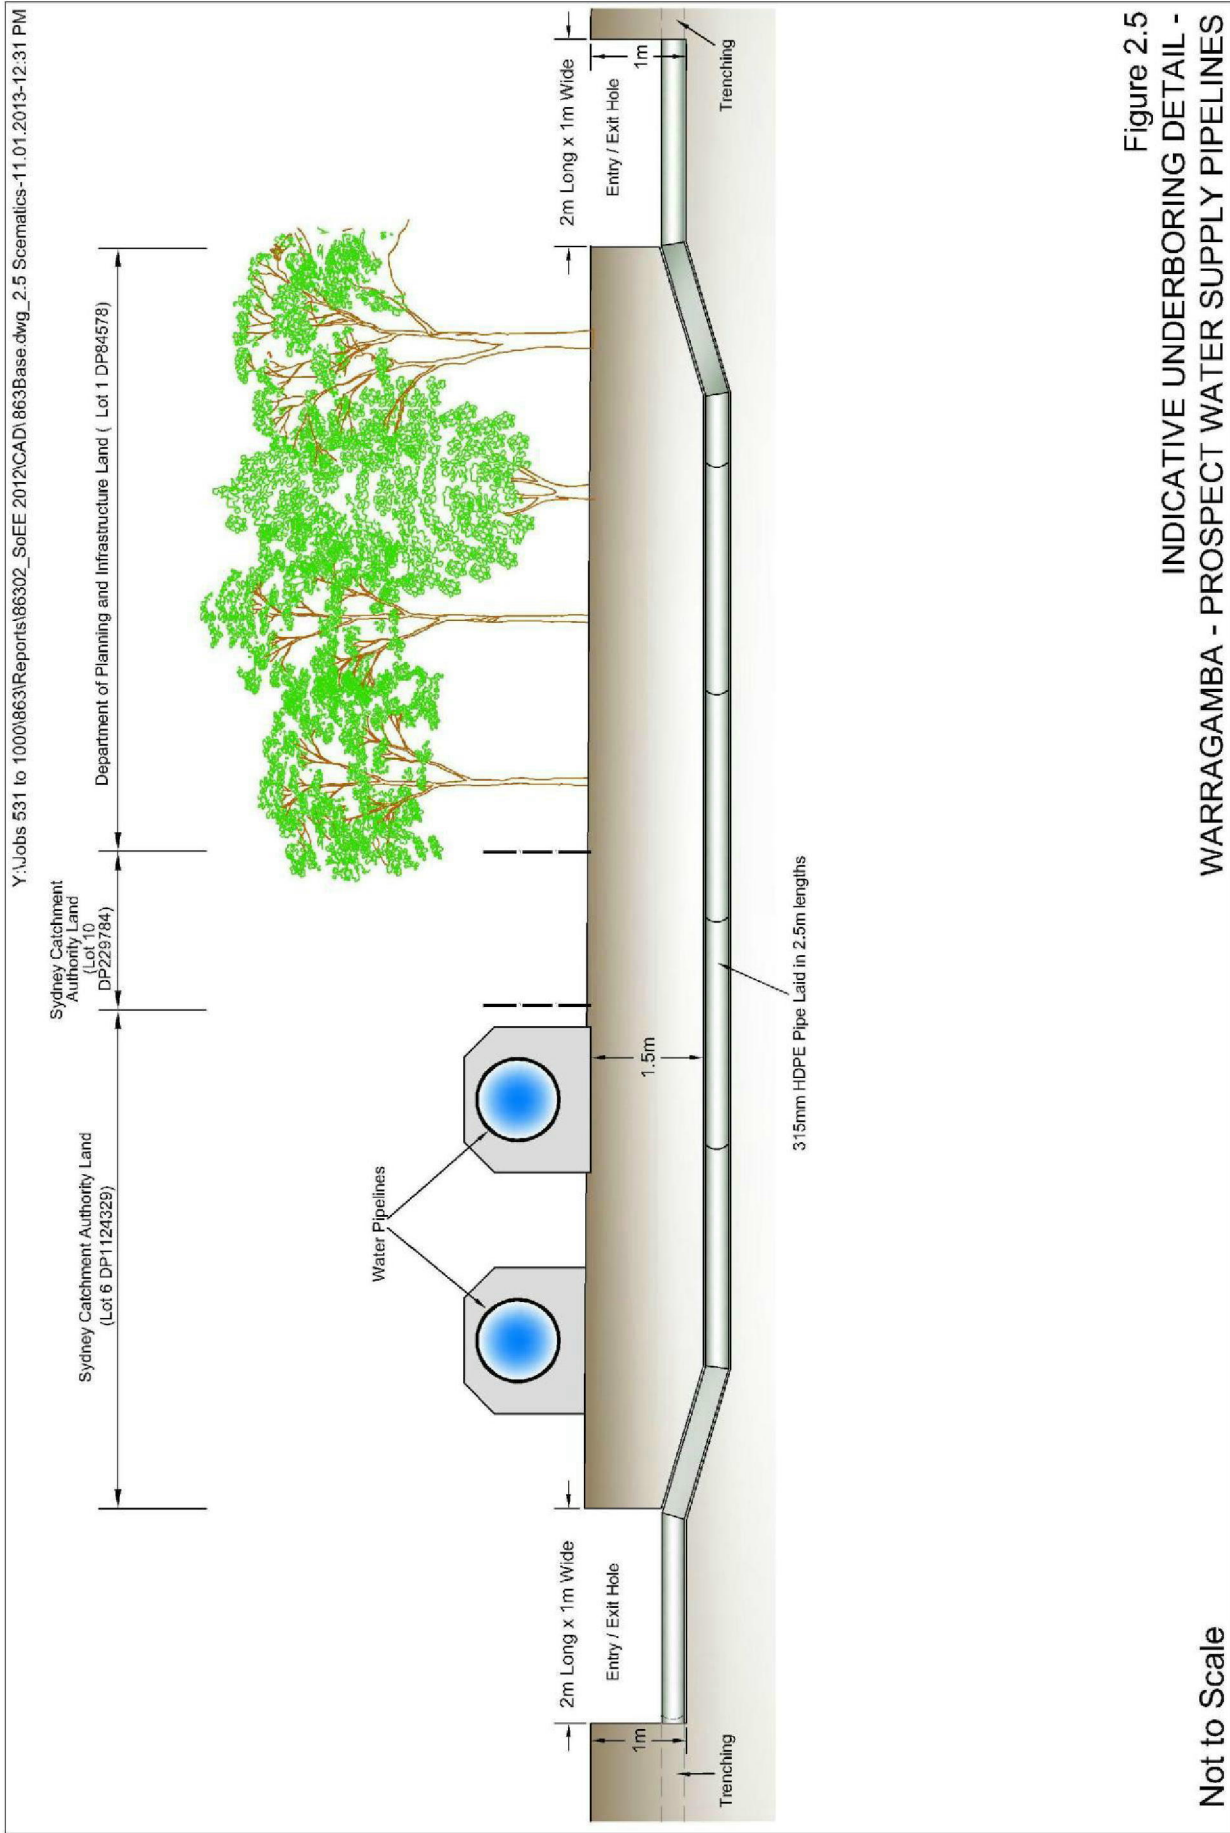 Y:\Jobs 531 to 1000\863\Reports\86302_SoEE 2012\CAD\863Base.dwg_2.5 Scematics-11.01.2013-12:31 PM
Sydney Catchment Authority Land
(Lot 6 DP1124329)
Sydney Catchment
Authority Land
(Lot 10
DP229784)
Department of Planning and Infrastructure Land ( Lot 1 DP84578)
Water Pipelines
2m Long x 1m Wide
Entry / Exit Hole
1m
Trenching
1.5m
315mm HDPE Pipe Laid in 2.5m lengths
2m Long x 1m Wide
Entry / Exit Hole
1m
Trenching
Not to Scale
Figure 2.5
INDICATIVE UNDERBORING DETAIL -
WARRAGAMBA - PROSPECT WATER SUPPLY PIPELINES